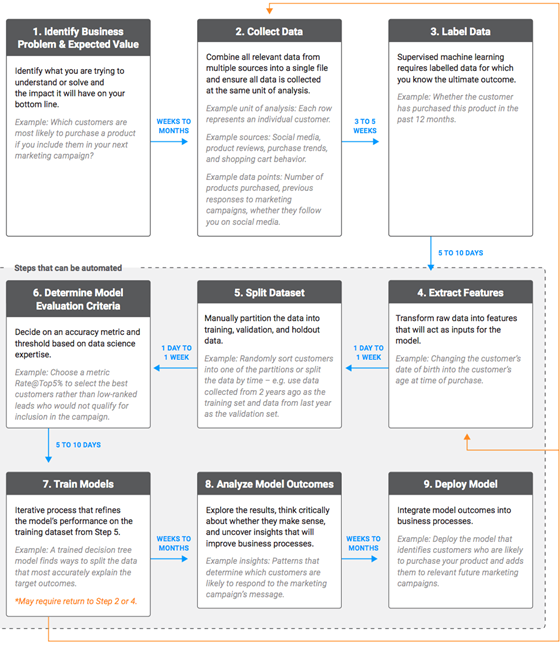 1. Identify Business
Problem & Expected Value
Identify what you are trying to
understand or solve and
the impact it will have on your
bottom line.
Example: Which customers are
most likely to purchase a product
if you include them in your next
marketing campaign?
WEEKS TO
MONTHS
2. Collect Data
Combine all relevant data from
multiple sources into a single file
and ensure all data is collected
at the same unit of analysis.
Example unit of analysis: Each row
represents an individual customer.
Example sources: Social media,
product reviews, purchase trends,
and shopping cart behavior.
Example data points: Number of
products purchased, previous
responses to marketing
campaigns, whether they follow
you on social media.
3 TO 5
WEEKS
3. Label Data
Supervised machine learning
requires labelled data for which
you know the ultimate outcome.
Example: Whether the customer
has purchased this product in the
past 12 months.
5 TO 10 DAYS
Steps that can be automated
4. Extract Features
Transform raw data into features
that will act as inputs for the
model.
Example: Changing the customer's
date of birth into the customer's
age at time of purchase.
1 DAY TO
1 WEEK
5. Split Dataset
Manually partition the data into
training, validation, and holdout
data.
Example: Randomly sort customers
into one of the partitions or split
the data by time – e.g. use data
collected from 2 years ago as the
training set and data from last year
as the validation set.
1 DAY TO
1 WEEK
6. Determine Model
Evaluation Criteria
Decide on an accuracy metric and
threshold based on data science
expertise.
Example: Choose a metric
Rate@Top5% to select the best
customers rather than low-ranked
leads who would not qualify for
inclusion in the campaign.
5 TO 10 DAYS
7. Train Models
Iterative process that refines
the model's performance on the
training dataset from Step 5.
Example: A trained decision tree
model finds ways to split the data
that most accurately explain the
target outcomes.
*May require return to Step 2 or 4.
WEEKS TO
MONTHS
8. Analyze Model Outcomes
Explore the results, think critically
about whether they make sense,
and uncover insights that will
improve business processes.
Example insights: Patterns that
determine which customers are
likely to respond to the marketing
campaign's message.
WEEKS TO
MONTHS
9. Deploy Model
Integrate model outcomes into
business processes.
Example: Deploy the model that
identifies customers who are likely
to purchase your product and adds
them to relevant future marketing
campaigns.